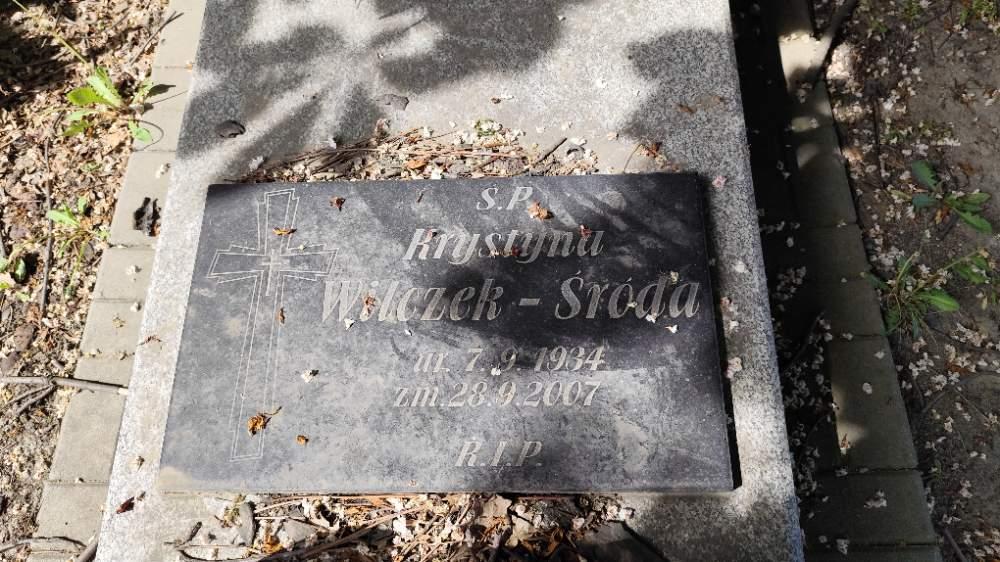 Ś.P.
Krystyna
Wilczek - Środa
ur. 7. 9. 1934
zm. 28.9.2007
R.I.P.